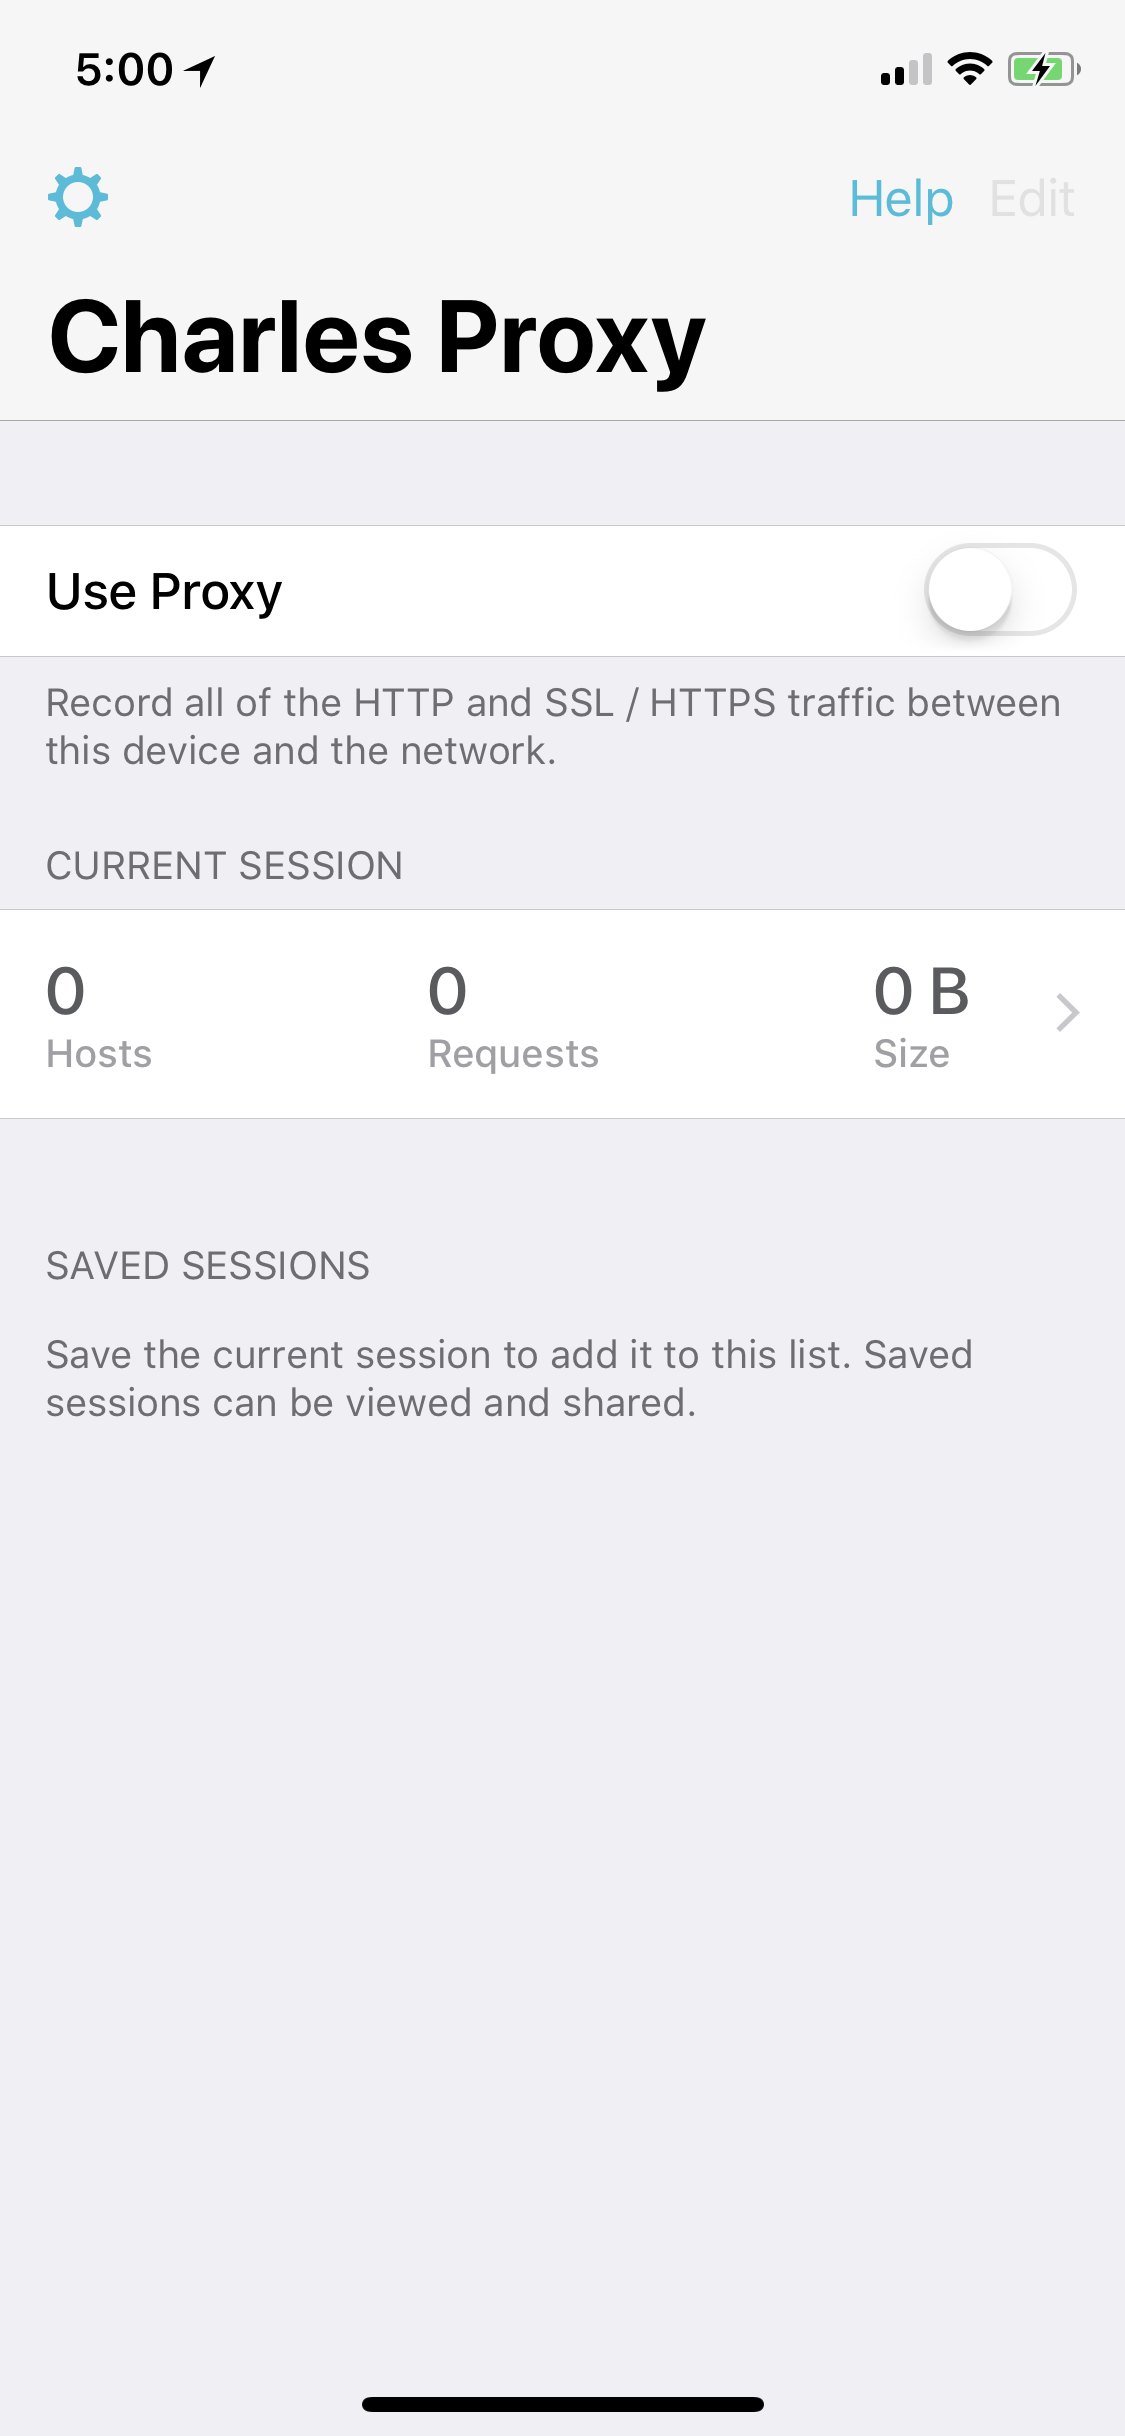 5:00
Help Edit
Charles Proxy
Use Proxy
Record all of the HTTP and SSL / HTTPS traffic between
this device and the network.
CURRENT SESSION
0 0 0 B
Hosts Requests Size
SAVED SESSIONS
Save the current session to add it to this list. Saved
sessions can be viewed and shared.